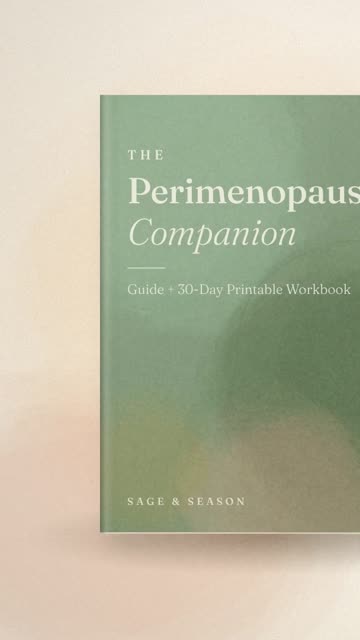 THE
Perimenopaus
Companion
Guide + 30-Day Printable Workbook
SAGE & SEASON